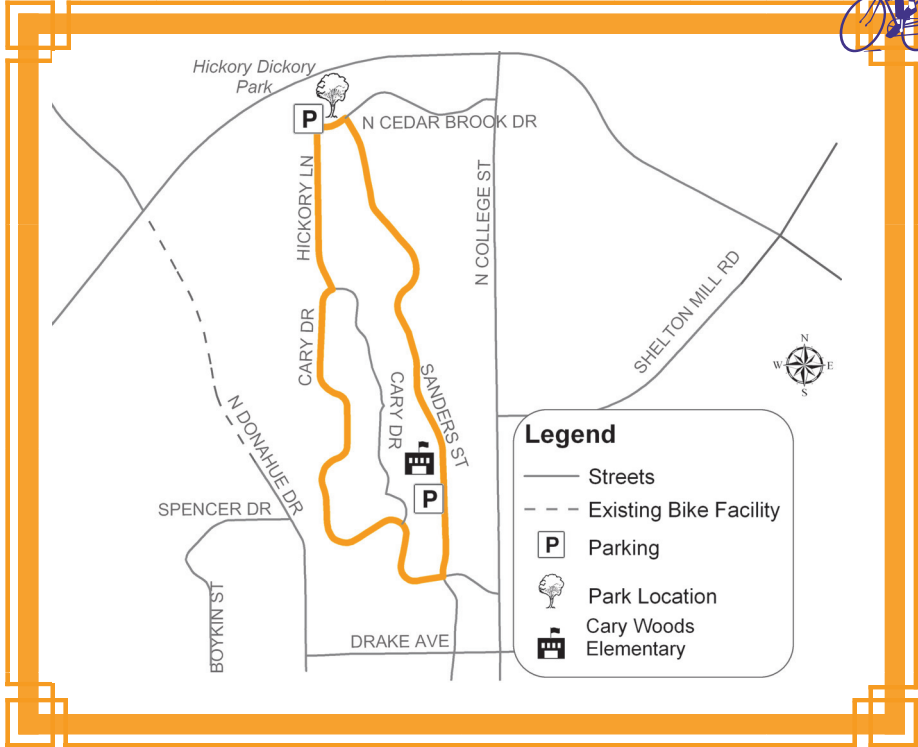 Hickory Dickory
Park
P
N CEDAR BROOK DR
HICKORY LN
N COLLEGE ST
SHELTON MILL RD
N
W
E
S
CARY DR
CARY DR
SANDERS ST
N DONAHUE DR
P
SPENCER DR
BOYKIN ST
DRAKE AVE
Legend
Streets
Existing Bike Facility
P
Parking
Park Location
Cary Woods
Elementary